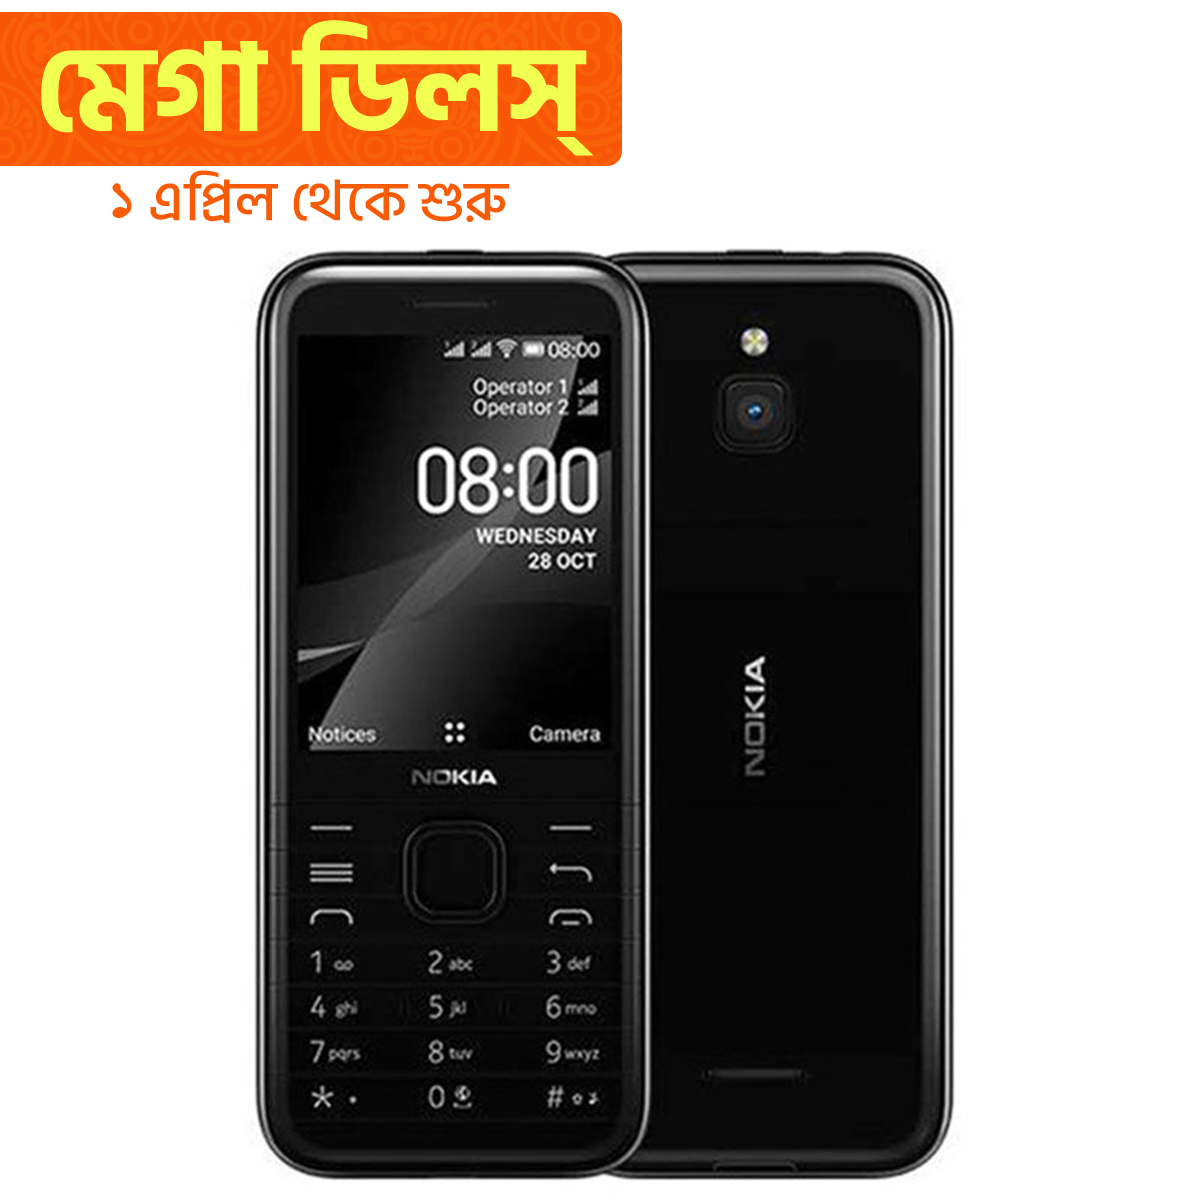 মেগা ডিলস্
১ এপ্রিল থেকে শুরু
08:00
Operator 1
Operator 2
08:00
WEDNESDAY
28 OCT
Notices Camera
NOKIA
NOKIA
1 2 abc 3 def
4 ghi 5 jkl 6 mno
7 pqrs 8 tuv 9 wxyz
* 0 #